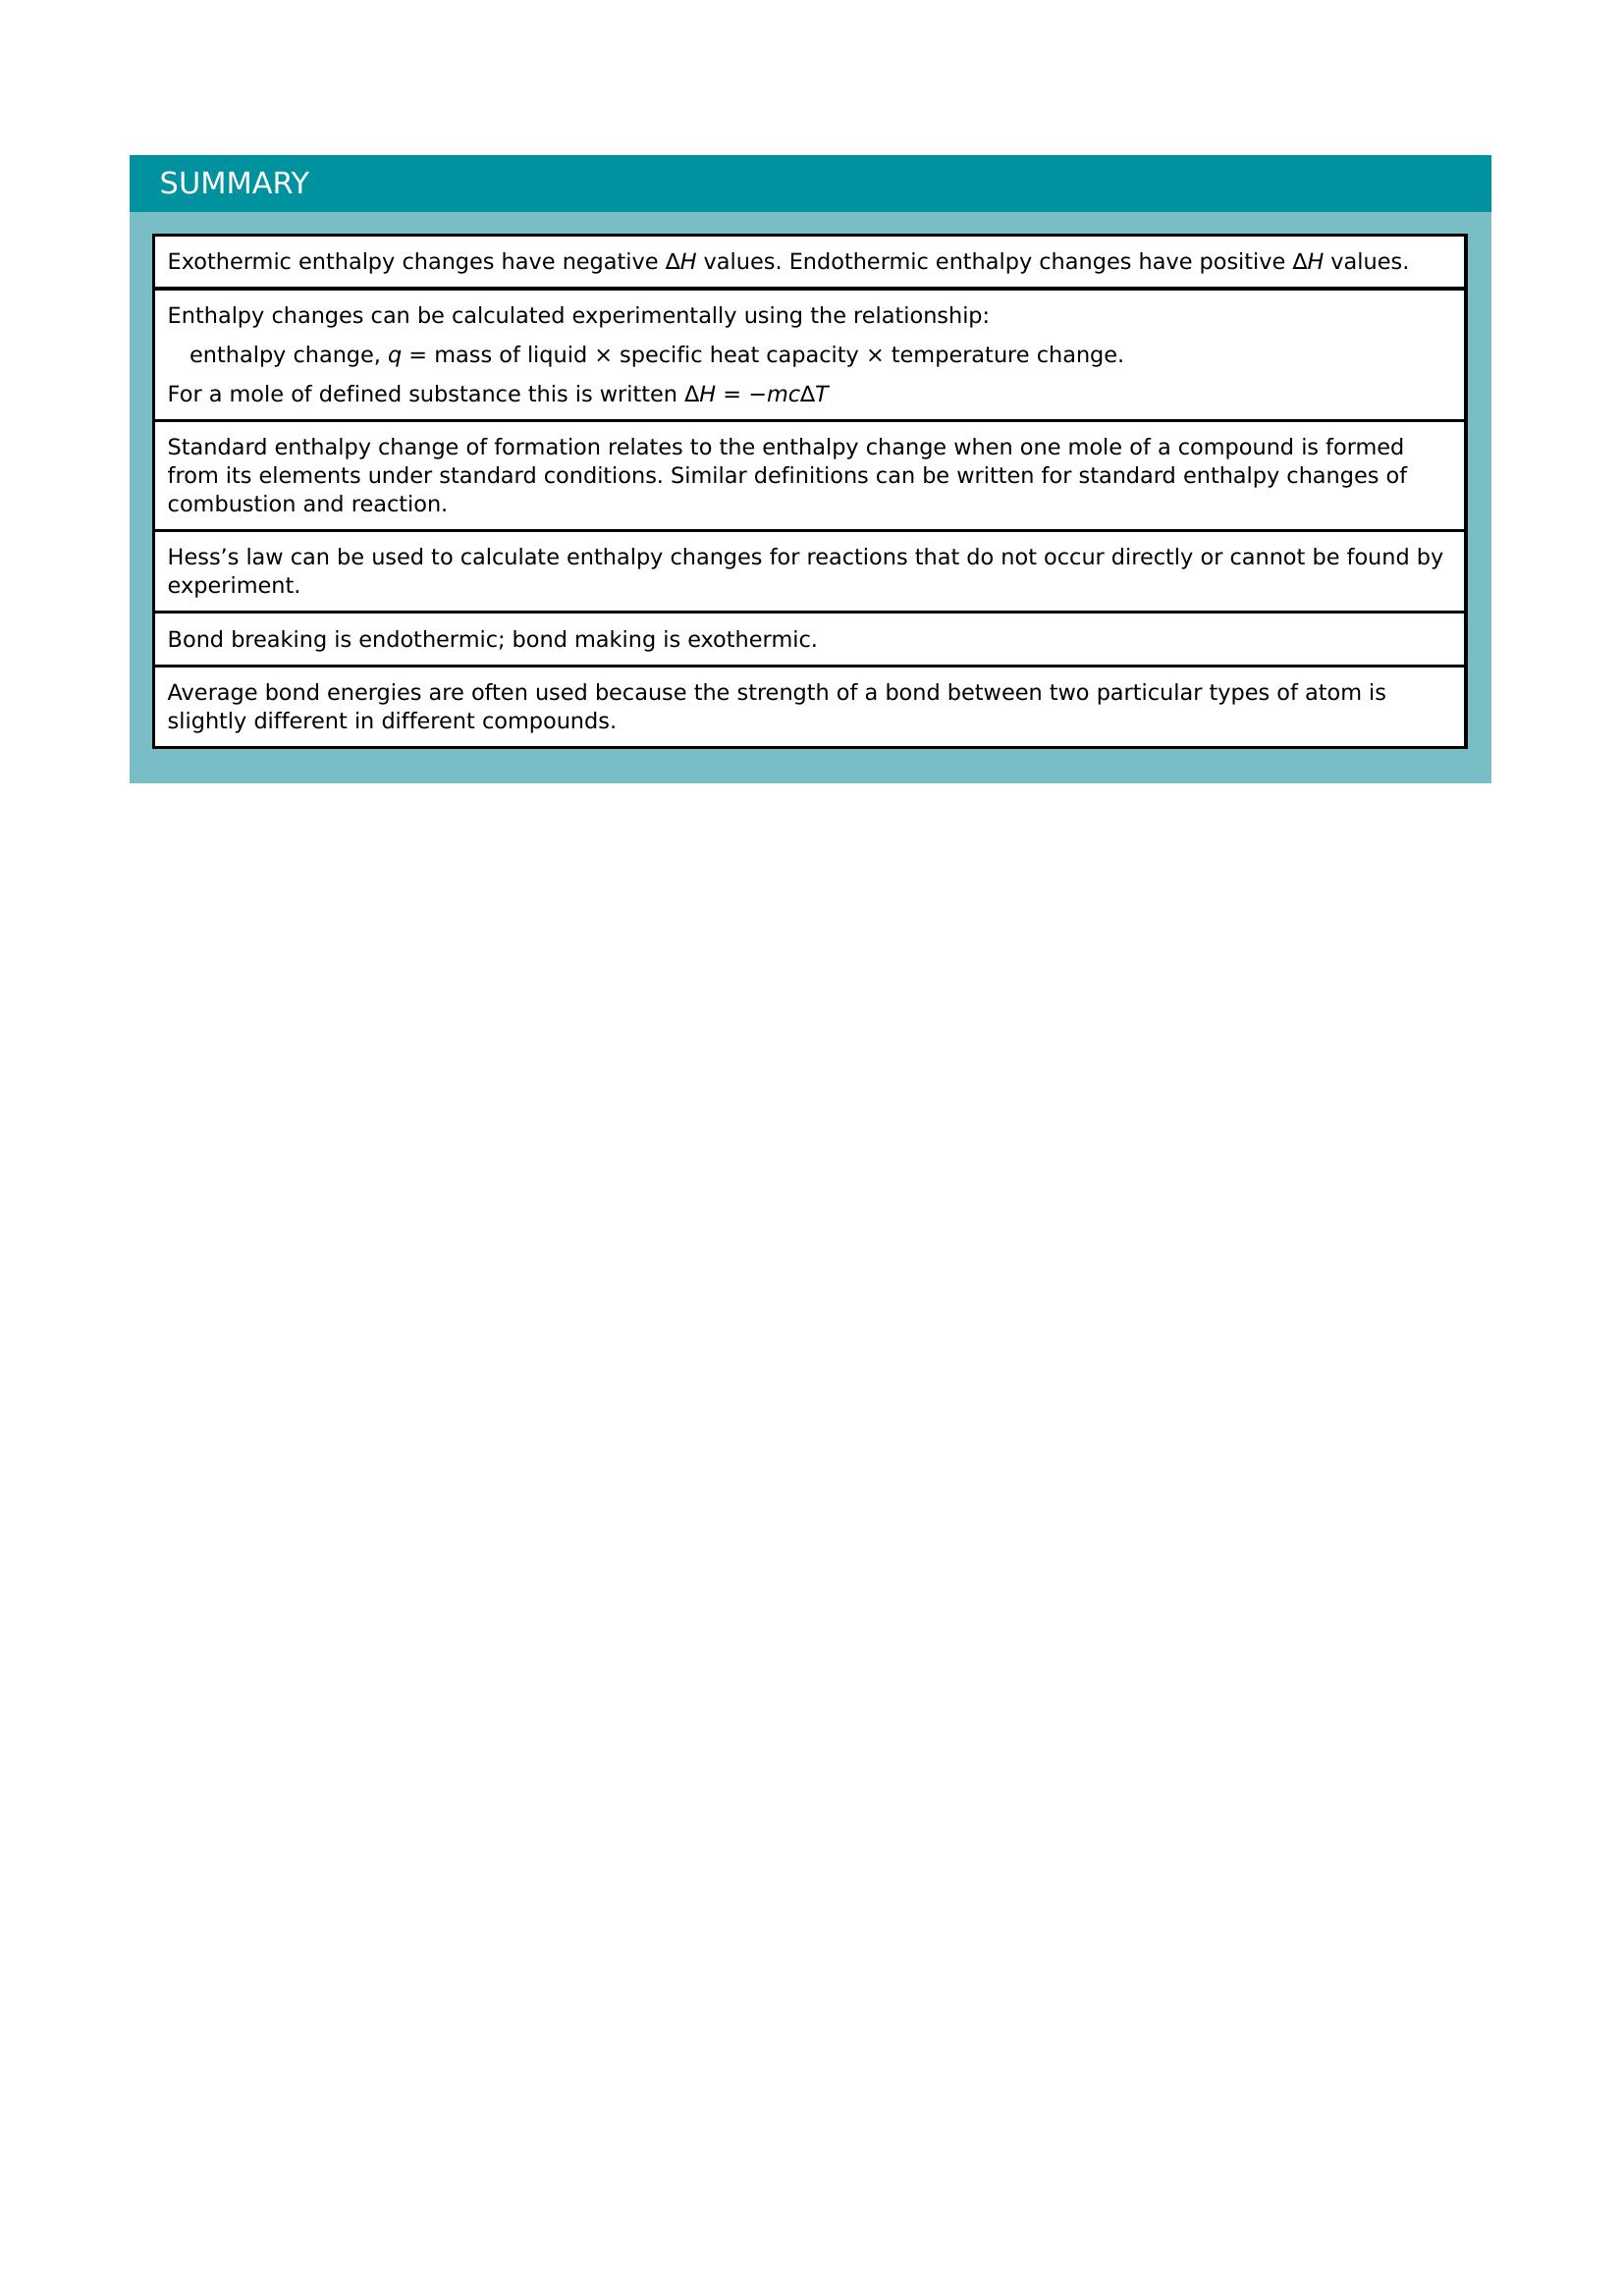 SUMMARY
Exothermic enthalpy changes have negative ΔH values. Endothermic enthalpy changes have positive ΔH values.
Enthalpy changes can be calculated experimentally using the relationship:
enthalpy change, q = mass of liquid × specific heat capacity × temperature change.
For a mole of defined substance this is written ΔH = −mcΔT
Standard enthalpy change of formation relates to the enthalpy change when one mole of a compound is formed
from its elements under standard conditions. Similar definitions can be written for standard enthalpy changes of
combustion and reaction.
Hess’s law can be used to calculate enthalpy changes for reactions that do not occur directly or cannot be found by
experiment.
Bond breaking is endothermic; bond making is exothermic.
Average bond energies are often used because the strength of a bond between two particular types of atom is
slightly different in different compounds.